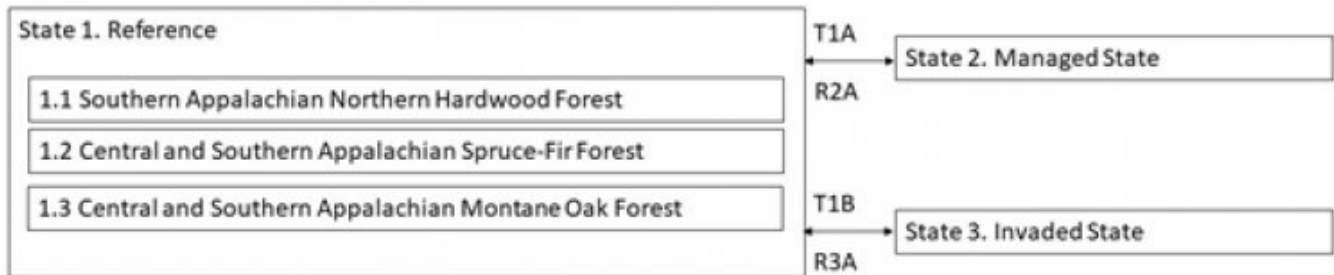 State 1. Reference
T1A
State 2. Managed State
R2A
1.1 Southern Appalachian Northern Hardwood Forest
1.2 Central and Southern Appalachian Spruce-Fir Forest
1.3 Central and Southern Appalachian Montane Oak Forest
T1B
State 3. Invaded State
R3A